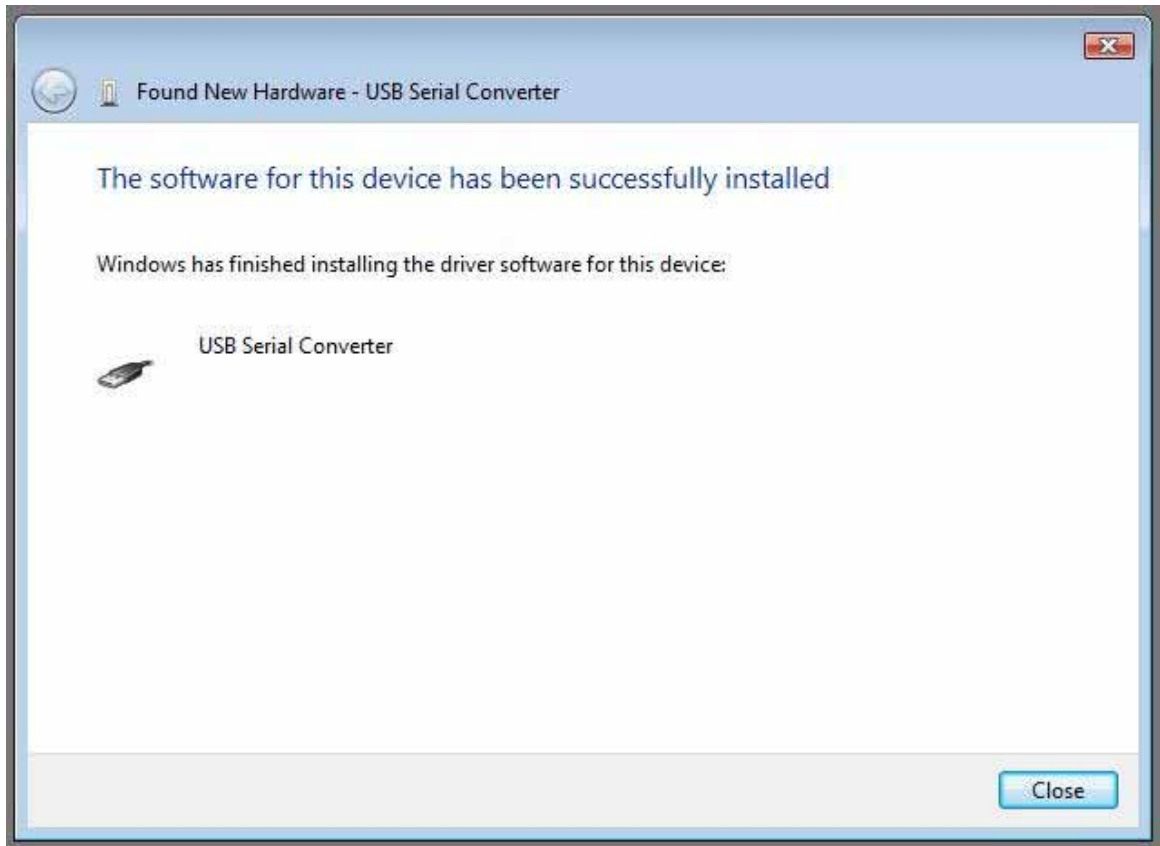 Found New Hardware - USB Serial Converter
The software for this device has been successfully installed
Windows has finished installing the driver software for this device:
USB Serial Converter
Close